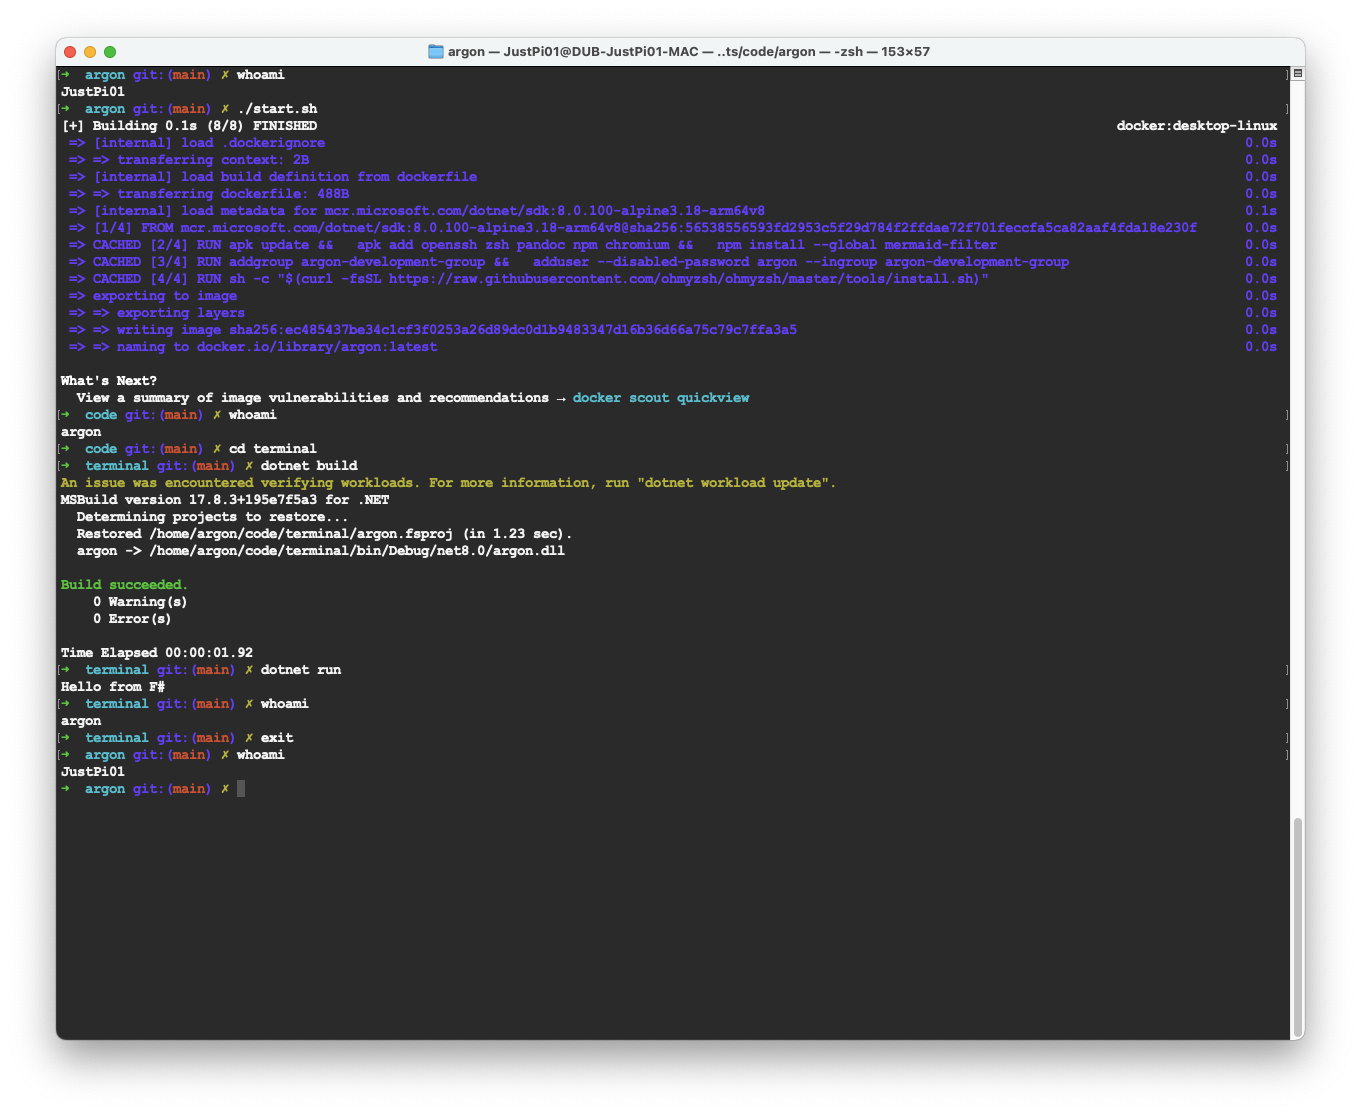 argon — JustPi01@DUB-JustPi01-MAC — ..ts/code/argon — -zsh — 153×57
[➜  argon git:(main) ✗ whoami ]
JustPi01
[➜  argon git:(main) ✗ ./start.sh ]
[+] Building 0.1s (8/8) FINISHED docker:desktop-linux
=> [internal] load .dockerignore 0.0s
=> => transferring context: 2B 0.0s
=> [internal] load build definition from dockerfile 0.0s
=> => transferring dockerfile: 488B 0.0s
=> [internal] load metadata for mcr.microsoft.com/dotnet/sdk:8.0.100-alpine3.18-arm64v8 0.1s
=> [1/4] FROM mcr.microsoft.com/dotnet/sdk:8.0.100-alpine3.18-arm64v8@sha256:56538556593fd2953c5f29d784f2ffdae72f701feccfa5ca82aaf4fda18e230f 0.0s
=> CACHED [2/4] RUN apk update &&   apk add openssh zsh pandoc npm chromium &&   npm install --global mermaid-filter 0.0s
=> CACHED [3/4] RUN addgroup argon-development-group &&   adduser --disabled-password argon --ingroup argon-development-group 0.0s
=> CACHED [4/4] RUN sh -c "$(curl -fsSL https://raw.githubusercontent.com/ohmyzsh/ohmyzsh/master/tools/install.sh)" 0.0s
=> exporting to image 0.0s
=> => exporting layers 0.0s
=> => writing image sha256:ec485437be34c1cf3f0253a26d89dc0d1b9483347d16b36d66a75c79c7ffa3a5 0.0s
=> => naming to docker.io/library/argon:latest 0.0s
What's Next?
View a summary of image vulnerabilities and recommendations → docker scout quickview
[➜  code git:(main) ✗ whoami ]
argon
[➜  code git:(main) ✗ cd terminal ]
[➜  terminal git:(main) ✗ dotnet build ]
An issue was encountered verifying workloads. For more information, run "dotnet workload update".
MSBuild version 17.8.3+195e7f5a3 for .NET
Determining projects to restore...
Restored /home/argon/code/terminal/argon.fsproj (in 1.23 sec).
argon -> /home/argon/code/terminal/bin/Debug/net8.0/argon.dll
Build succeeded.
0 Warning(s)
0 Error(s)
Time Elapsed 00:00:01.92
[➜  terminal git:(main) ✗ dotnet run ]
Hello from F#
[➜  terminal git:(main) ✗ whoami ]
argon
[➜  terminal git:(main) ✗ exit ]
[➜  argon git:(main) ✗ whoami ]
JustPi01
➜  argon git:(main) ✗